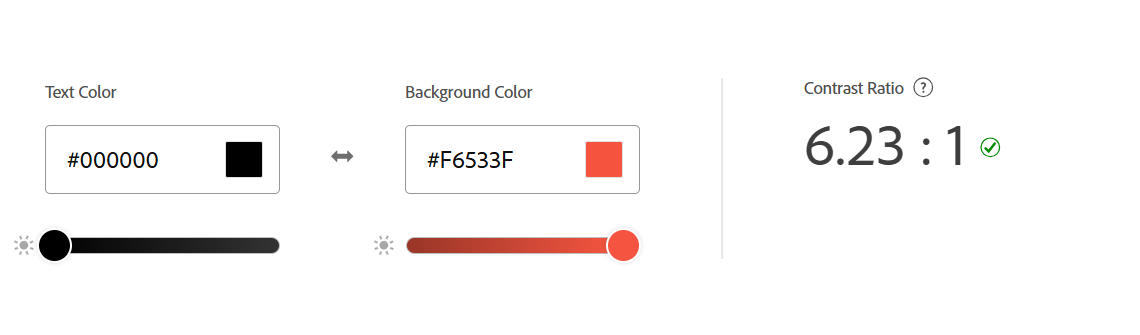 Text Color
#000000
Background Color
#F6533F
Contrast Ratio ?
6.23 : 1